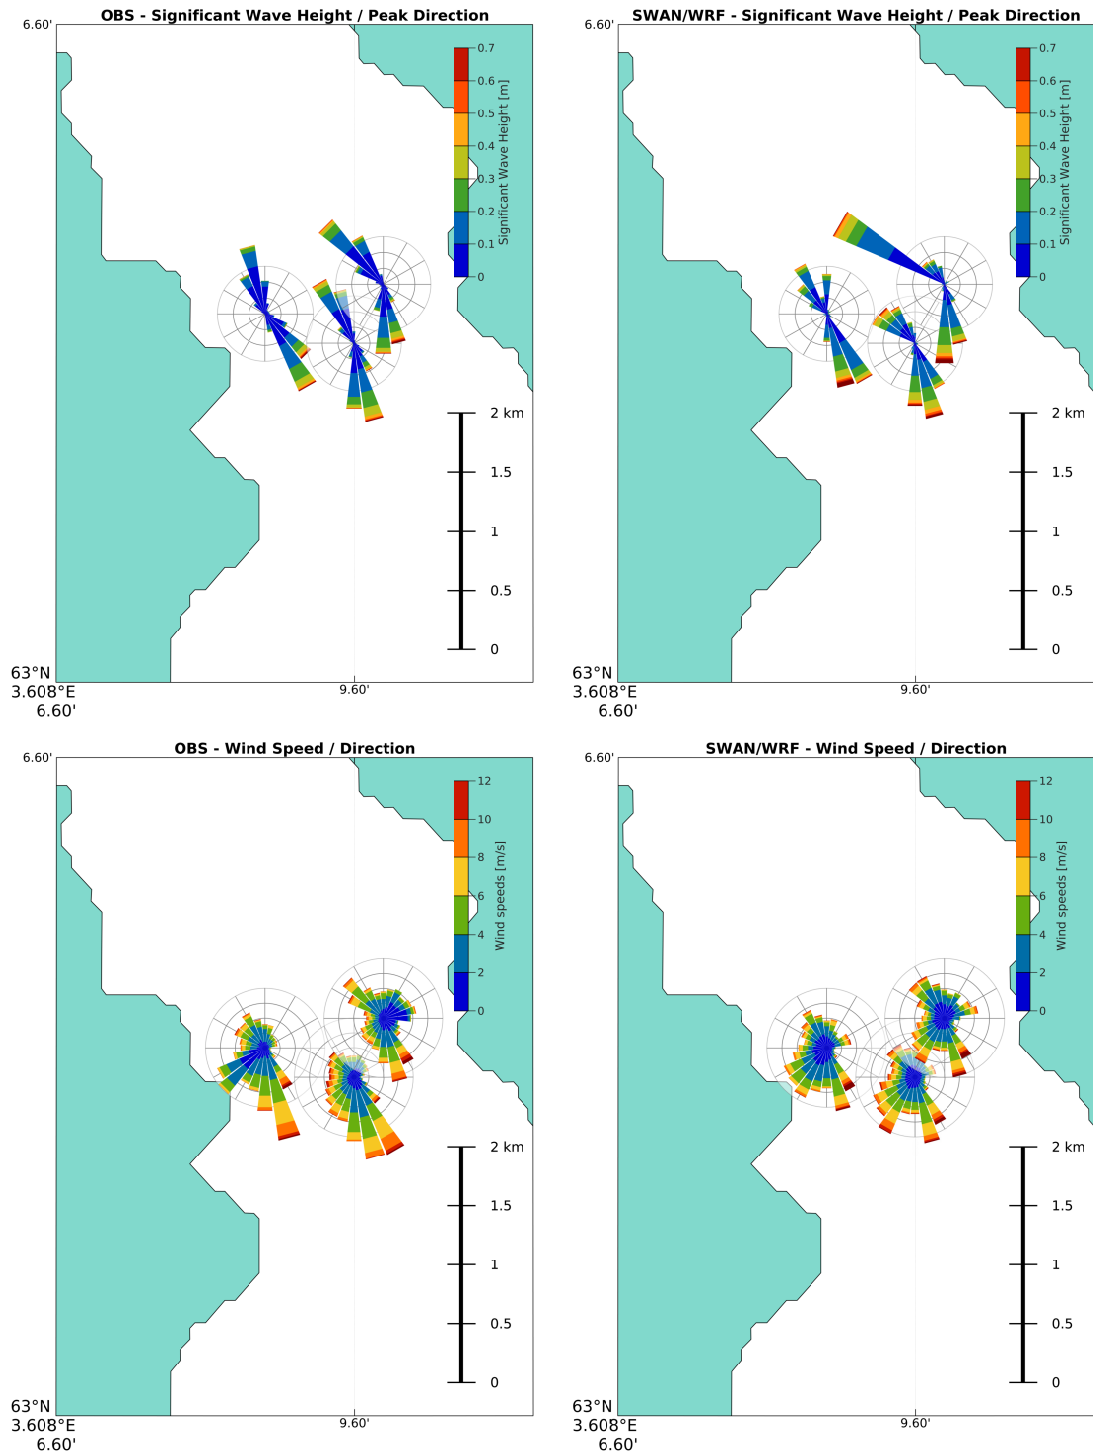 OBS - Significant Wave Height / Peak Direction
6.60'
0.7
0.6
0.5
0.4
0.3
0.2
0.1
0
Significant Wave Height [m]
2 km
1.5
1
0.5
0
63°N
3.608°E
6.60'
9.60'
SWAN/WRF - Significant Wave Height / Peak Direction
6.60'
0.7
0.6
0.5
0.4
0.3
0.2
0.1
0
Significant Wave Height [m]
2 km
1.5
1
0.5
0
63°N
3.608°E
6.60'
9.60'
OBS - Wind Speed / Direction
6.60'
12
10
8
6
4
2
0
Wind speeds [m/s]
2 km
1.5
1
0.5
0
63°N
3.608°E
6.60'
9.60'
SWAN/WRF - Wind Speed / Direction
6.60'
12
10
8
6
4
2
0
Wind speeds [m/s]
2 km
1.5
1
0.5
0
63°N
3.608°E
6.60'
9.60'